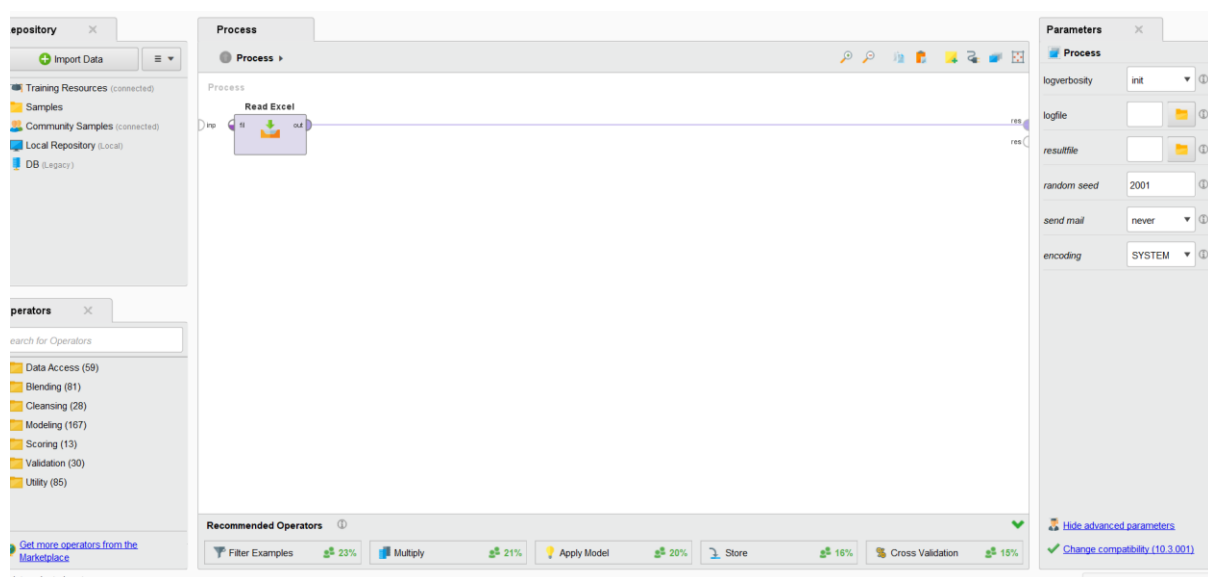 epository
Import Data
Training Resources (connected)
Samples
Community Samples (connected)
Local Repository (Local)
DB (Legacy)
perators
earch for Operators
Data Access (59)
Blending (81)
Cleansing (28)
Modeling (167)
Scoring (13)
Validation (30)
Utility (85)
Get more operators from the
Marketplace
Process
Process
Process
Read Excel
inp
fil
out
res
res
Recommended Operators
Filter Examples 23%
Multiply 21%
Apply Model 20%
Store 16%
Cross Validation 15%
Parameters
Process
logverbosity init
logfile
resultfile
random seed 2001
send mail never
encoding SYSTEM
Hide advanced parameters
Change compatibility (10.3.001)